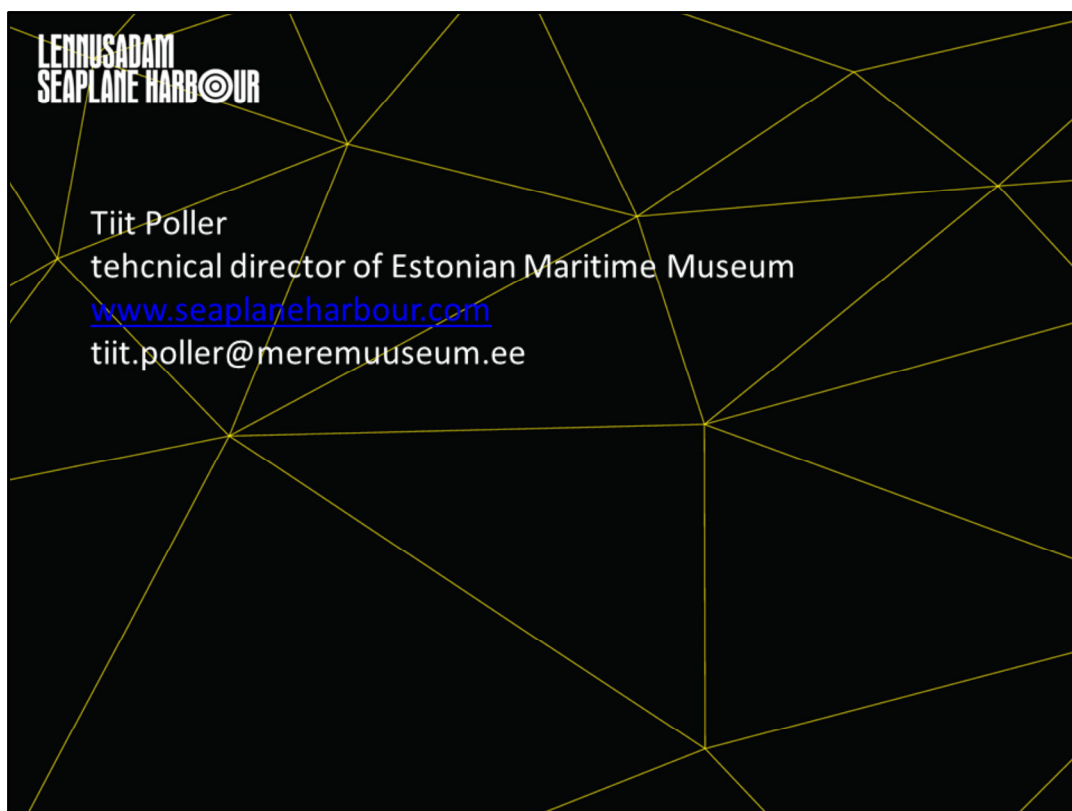 LENNUSADAM
SEAPLANE HARBOUR
Tiit Poller
tehcnical director of Estonian Maritime Museum
www.seaplaneharbour.com
tiit.poller@meremuuseum.ee